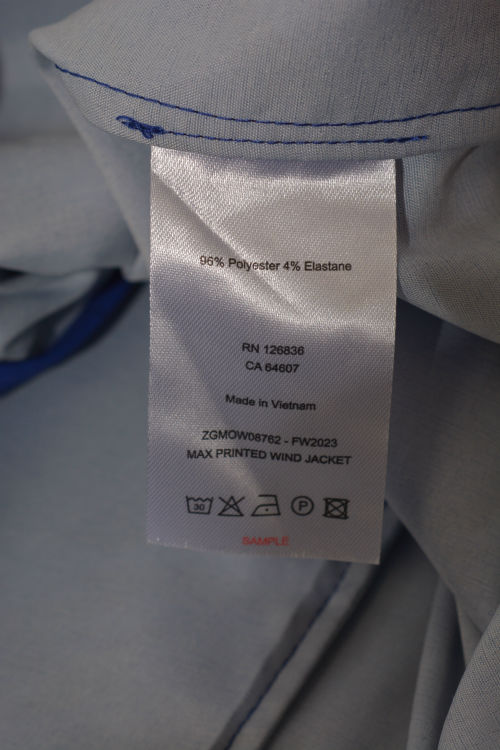 96% Polyester 4% Elastane
RN 126836
CA 64607
Made in Vietnam
ZGMOW08762 - FW2023
MAX PRINTED WIND JACKET
30 P
SAMPLE